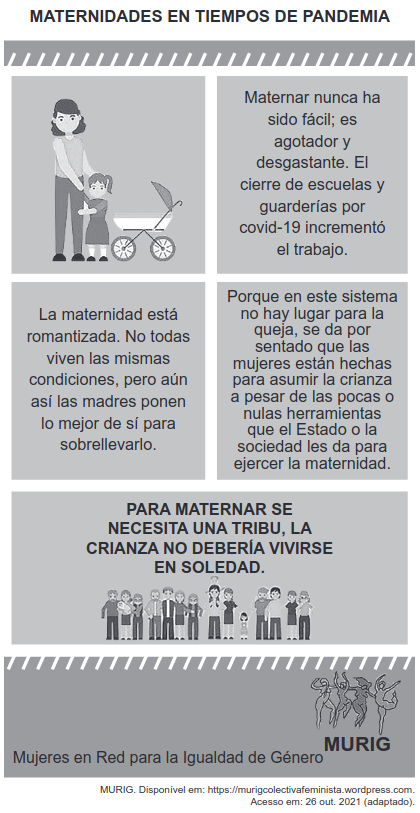 MATERNIDADES EN TIEMPOS DE PANDEMIA
Maternar nunca ha
sido fácil; es
agotador y
desgastante. El
cierre de escuelas y
guarderías por
covid-19 incrementó
el trabajo.
La maternidad está
romantizada. No todas
viven las mismas
condiciones, pero aún
así las madres ponen
lo mejor de sí para
sobrellevarlo.
Porque en este sistema
no hay lugar para la
queja, se da por
sentado que las
mujeres están hechas
para asumir la crianza
a pesar de las pocas o
nulas herramientas
que el Estado o la
sociedad les da para
ejercer la maternidad.
PARA MATERNAR SE
NECESITA UNA TRIBU, LA
CRIANZA NO DEBERÍA VIVIRSE
EN SOLEDAD.
MURIG
Mujeres en Red para la Igualdad de Género
MURIG. Disponível em: https://murigcolectivafeminista.wordpress.com.
Acesso em: 26 out. 2021 (adaptado).